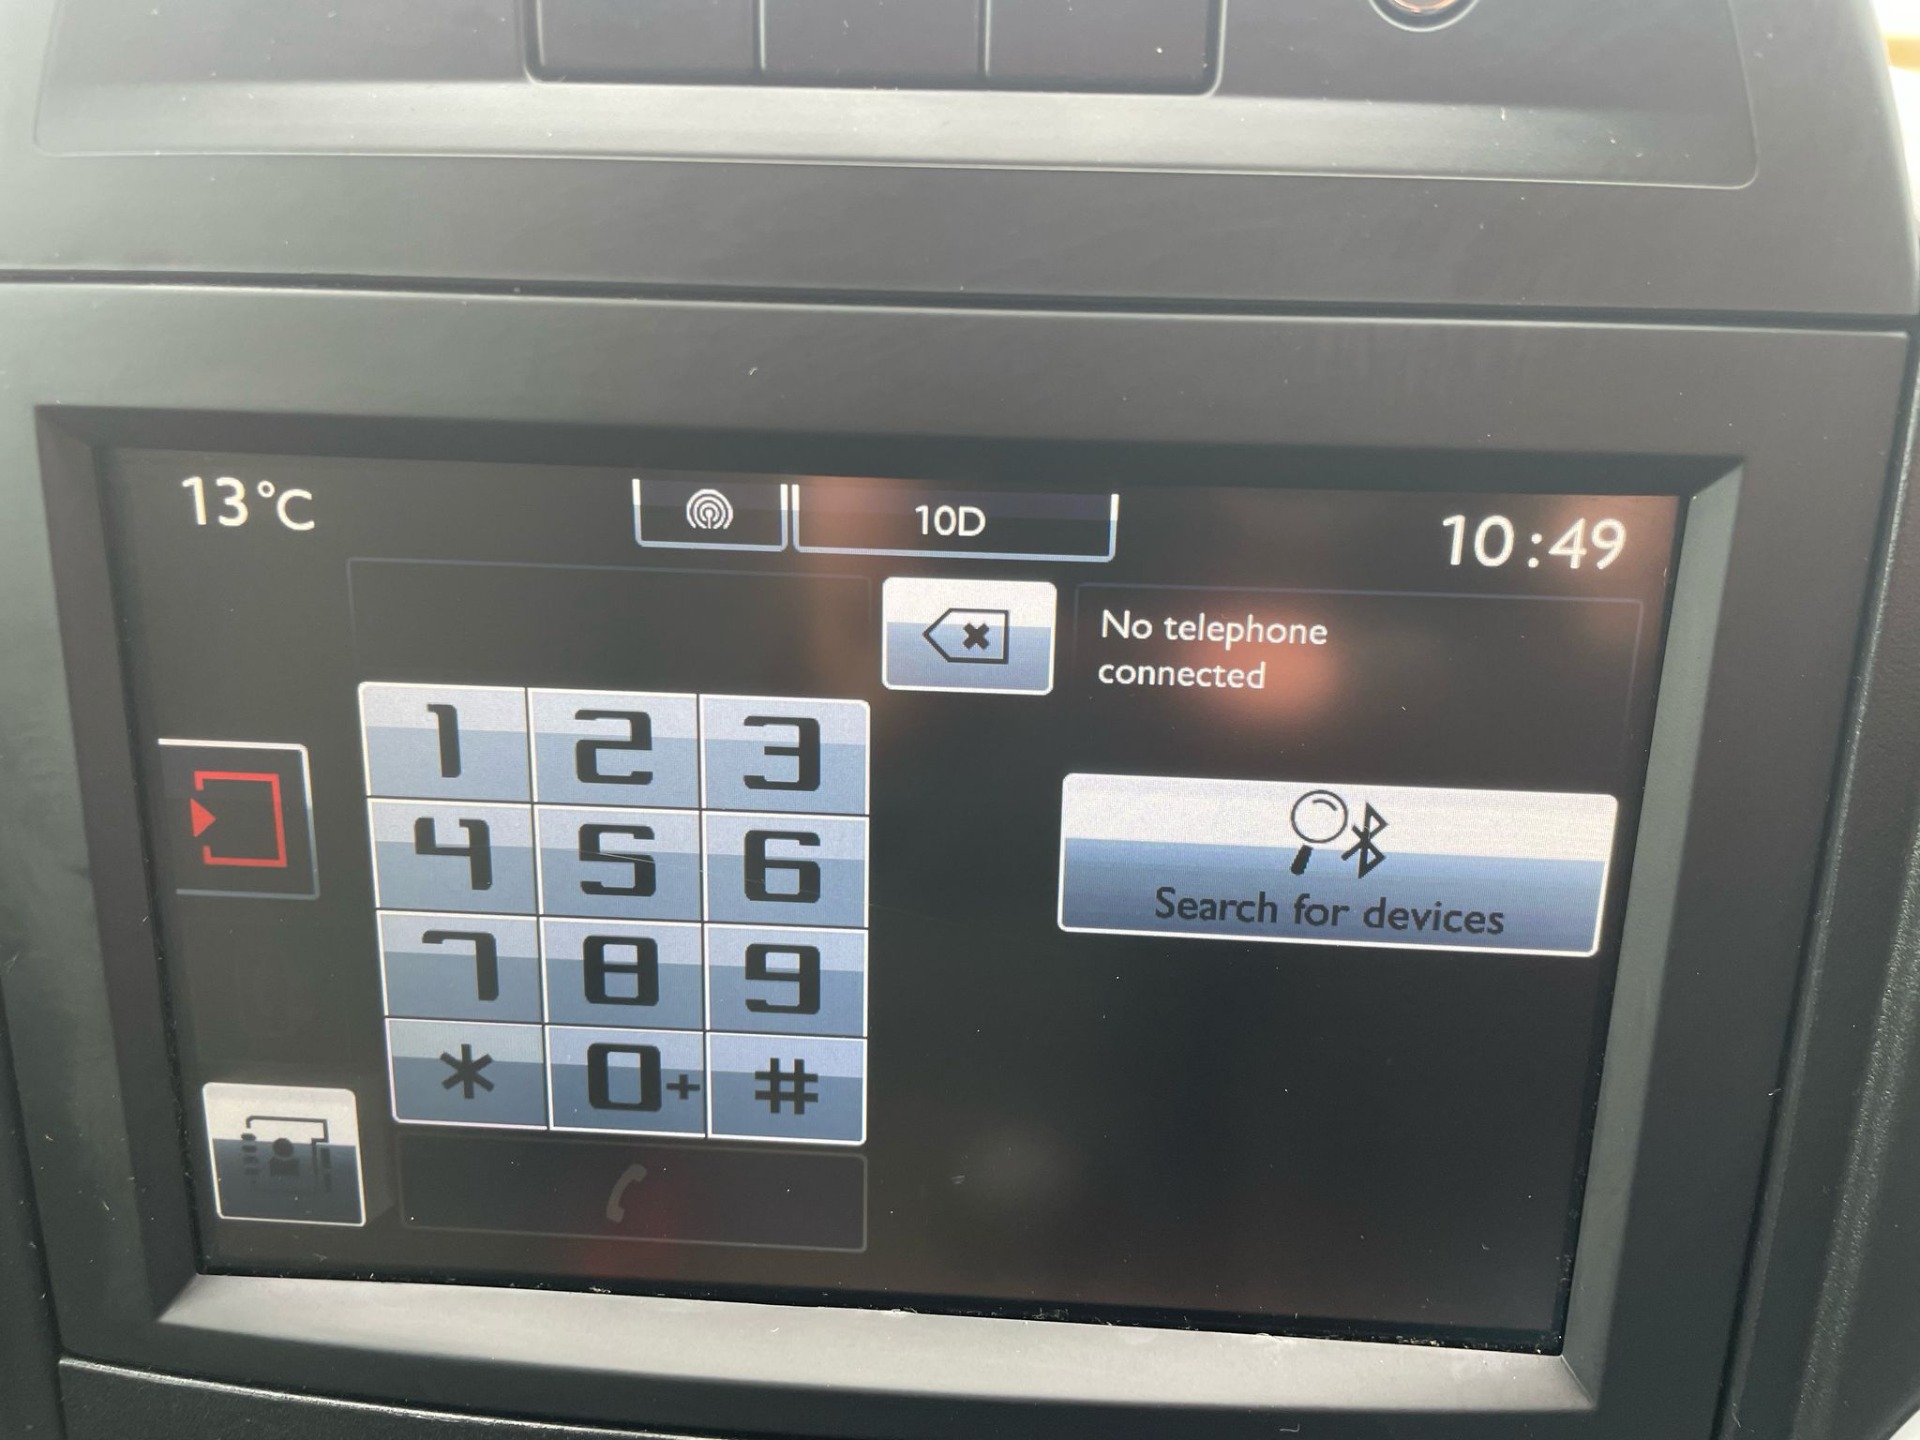 13°C
10D
10:49
No telephone
connected
1 2 3
4 5 6
7 8 9
* 0+ #
Search for devices